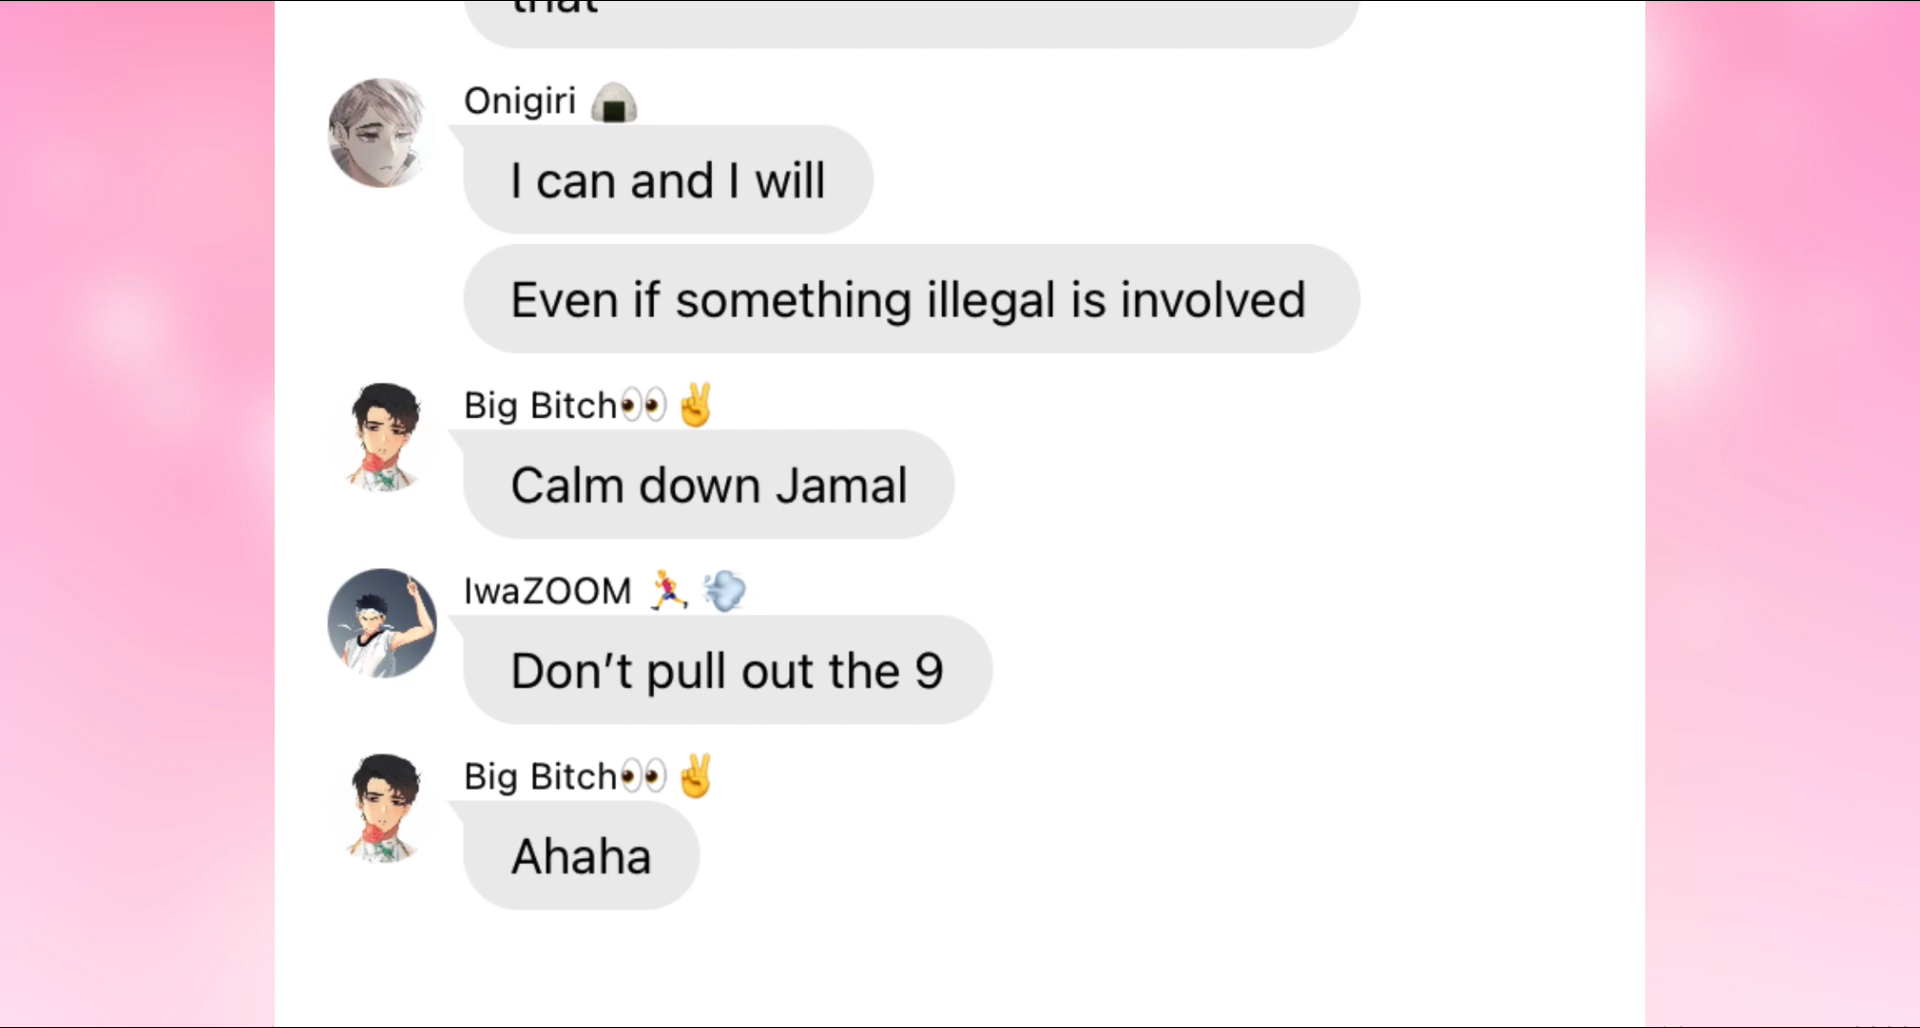 that
Onigiri 🍙
I can and I will
Even if something illegal is involved
Big Bitch👀✌️
Calm down Jamal
IwaZOOM 🏃💨
Don't pull out the 9
Big Bitch👀✌️
Ahaha